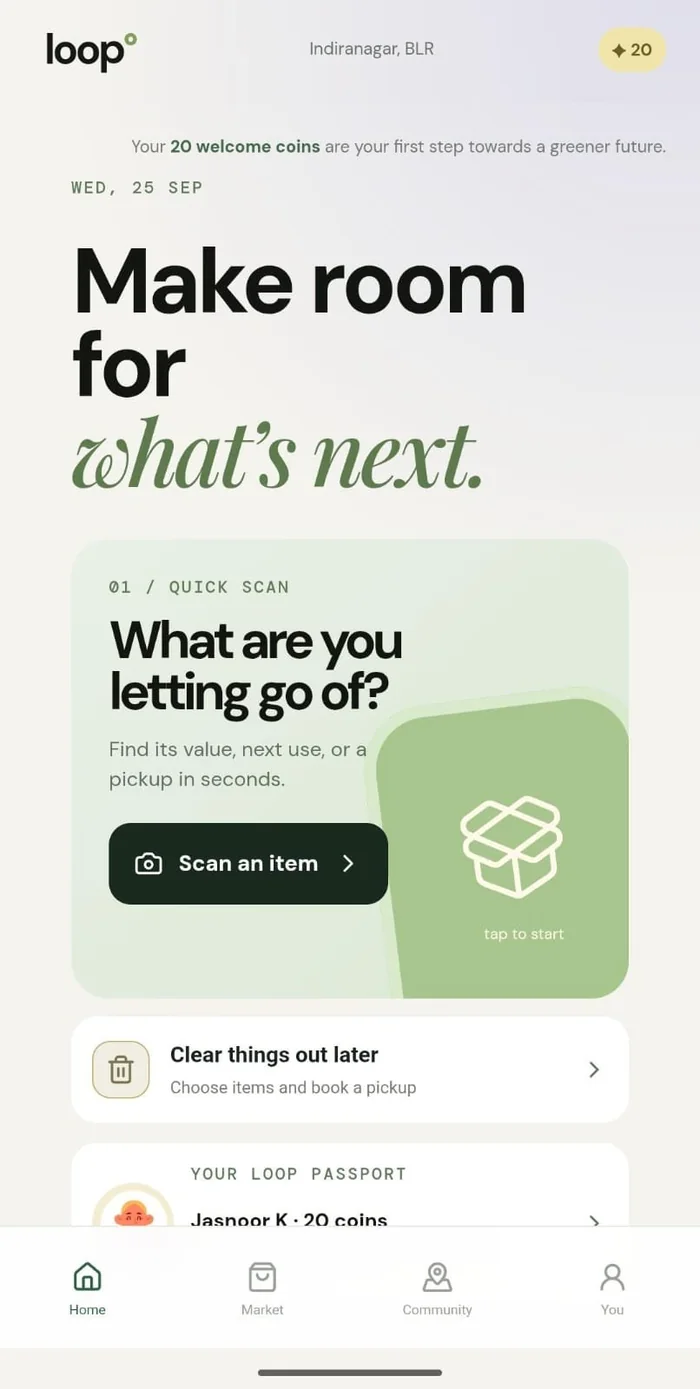 loop°
Indiranagar, BLR
✦ 20
Your 20 welcome coins are your first step towards a greener future.
WED, 25 SEP
Make room
for
what's next.
01 / QUICK SCAN
What are you
letting go of?
Find its value, next use, or a
pickup in seconds.
Scan an item
tap to start
Clear things out later
Choose items and book a pickup
YOUR LOOP PASSPORT
Jasnoor K · 20 coins
Home
Market
Community
You